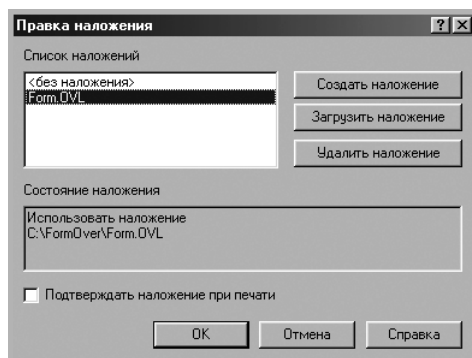 Правка наложения
Список наложений
<без наложения>
Form.OVL
Создать наложение
Загрузить наложение
Удалить наложение
Состояние наложения
Использовать наложение
C:\FormOver\Form.OVL
Подтверждать наложение при печати
OK
Отмена
Справка